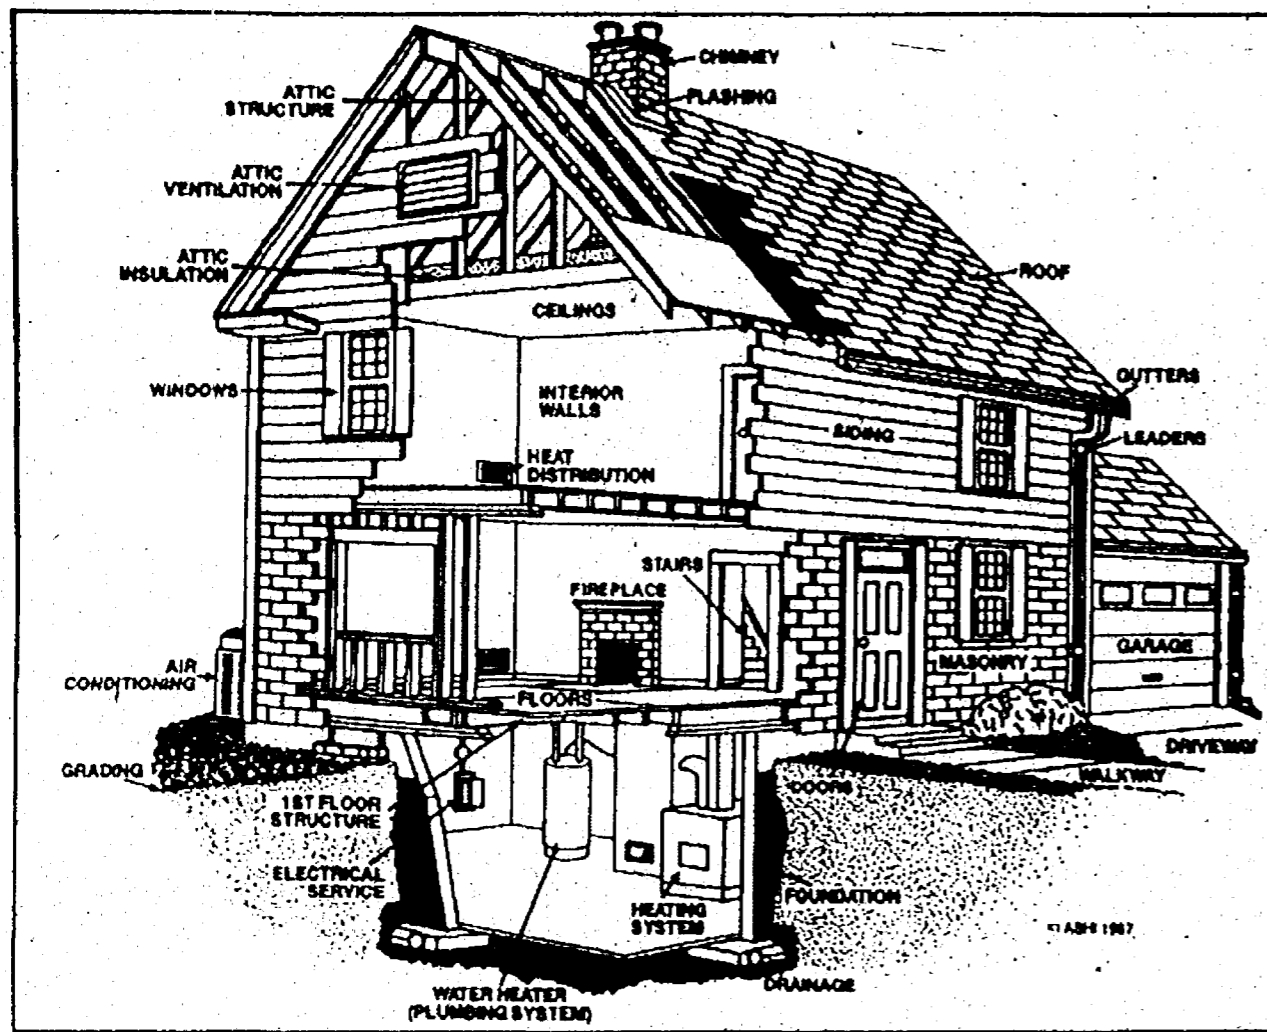 CHIMNEY
FLASHING
ATTIC
STRUCTURE
ATTIC
VENTILATION
ATTIC
INSULATION
ROOF
CEILINGS
WINDOWS
INTERIOR
WALLS
GUTTERS
SIDING
LEADERS
HEAT
DISTRIBUTION
STAIRS
FIREPLACE
GARAGE
MASONRY
AIR
CONDITIONING
FLOORS
DRIVEWAY
GRADING
WALKWAY
DOORS
1ST FLOOR
STRUCTURE
ELECTRICAL
SERVICE
FOUNDATION
HEATING
SYSTEM
ASHI 1987
DRAINAGE
WATER HEATER
(PLUMBING SYSTEM)